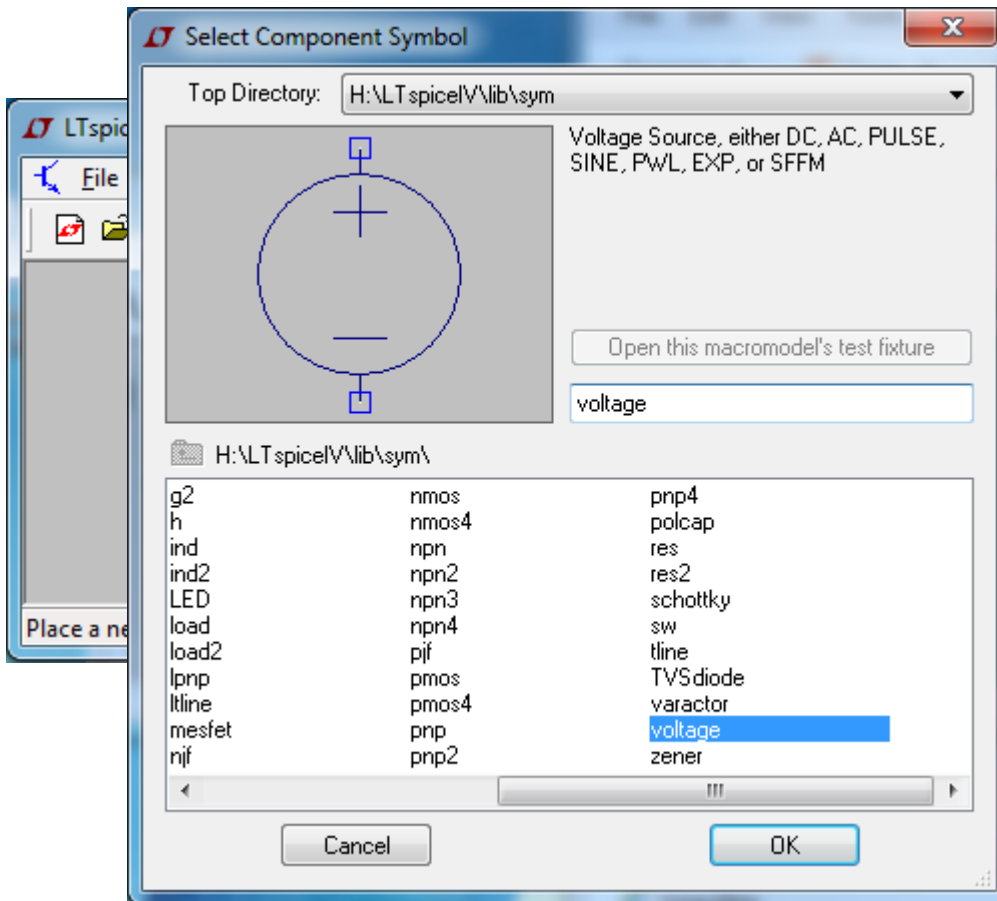 Select Component Symbol
Top Directory:
H:\LTspiceIV\lib\sym
LTspic
File
Voltage Source, either DC, AC, PULSE,
SINE, PWL, EXP, or SFFM
Open this macromodel's test fixture
voltage
H:\LTspiceIV\lib\sym\
g2
h
ind
ind2
LED
load
load2
lpnp
ltline
mesfet
njf
nmos
nmos4
npn
npn2
npn3
npn4
pjf
pmos
pmos4
pnp
pnp2
pnp4
polcap
res
res2
schottky
sw
tline
TVSdiode
varactor
voltage
zener
Place a ne
Cancel
OK